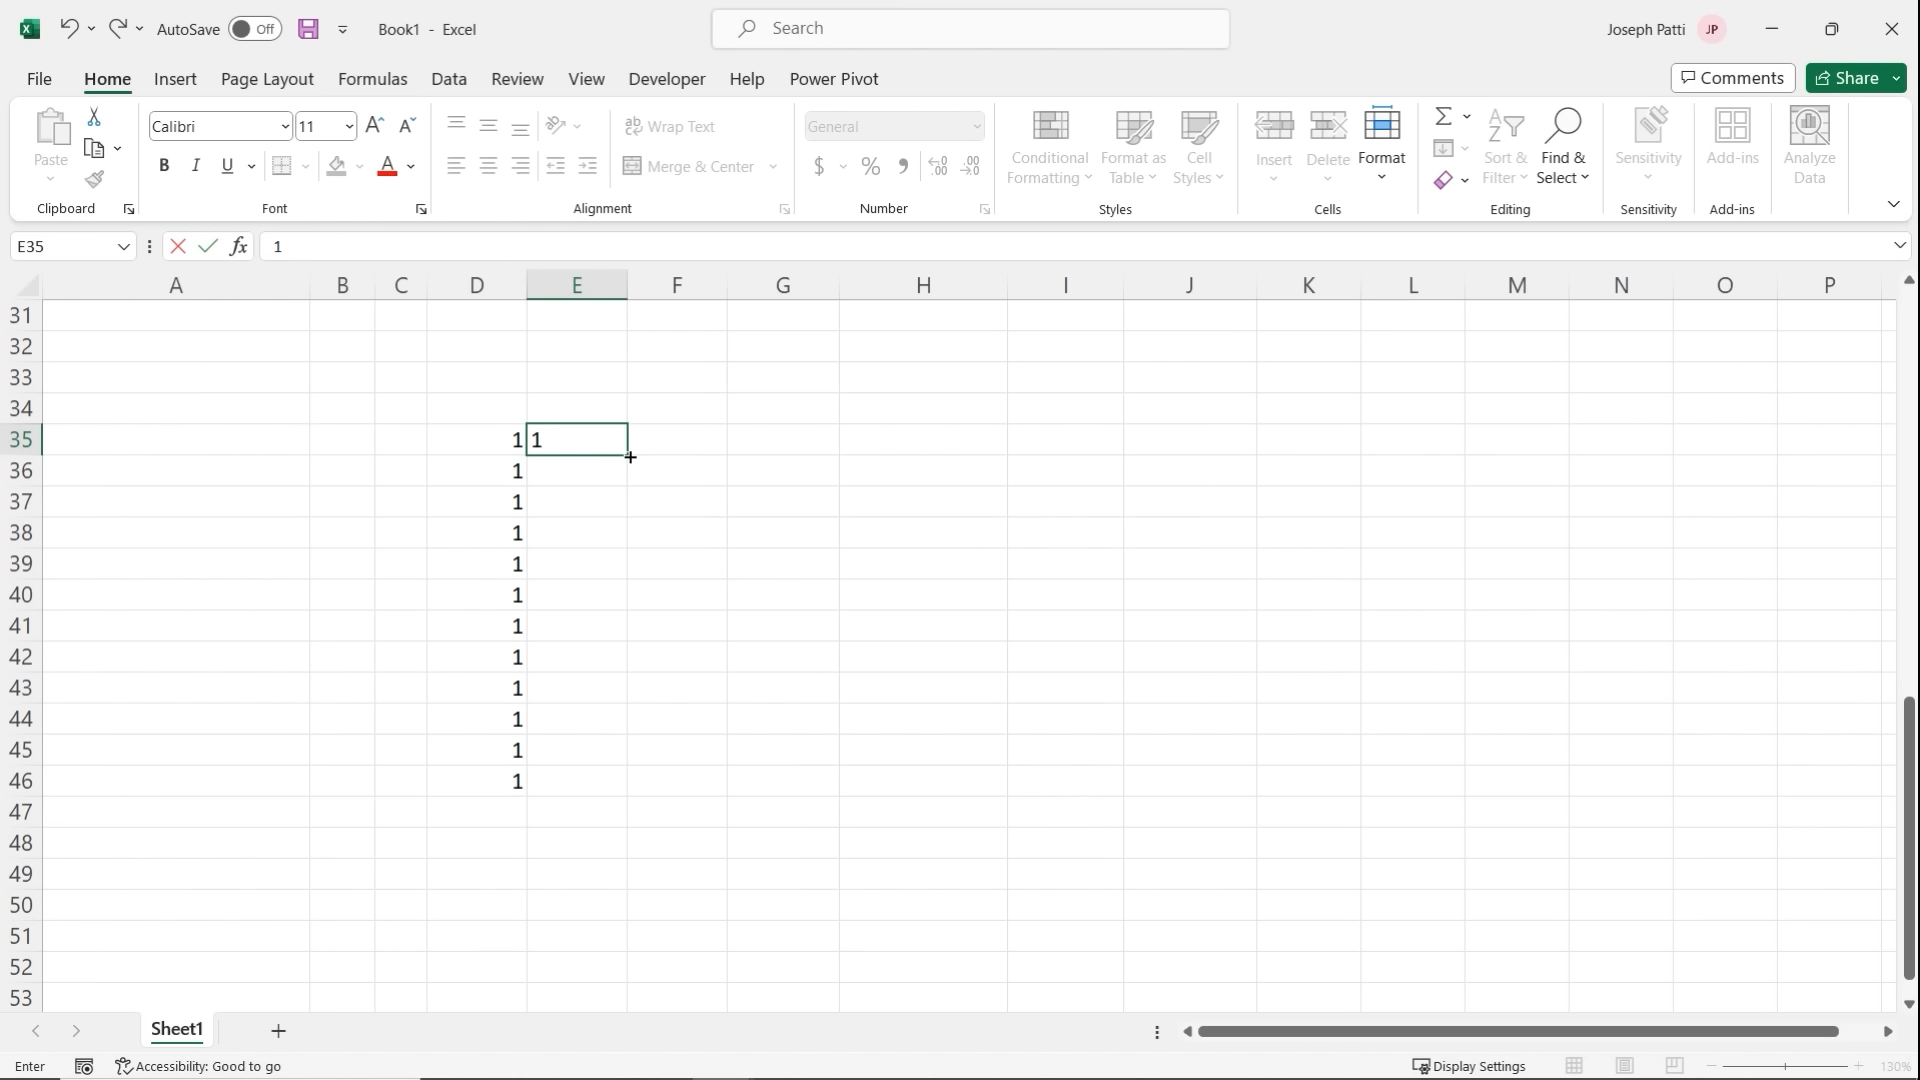 AutoSave Off Book1 - Excel Search Joseph Patti JP
File Home Insert Page Layout Formulas Data Review View Developer Help Power Pivot Comments Share
Calibri 11 ab Wrap Text General Conditional Format as Cell Insert Delete Format Sort & Find & Sensitivity Add-ins Analyze
Paste B I U A Merge & Center $ % Formatting Table Styles Filter Select Data
Clipboard Font Alignment Number Styles Cells Editing Sensitivity Add-ins
E35 fx 1
A B C D E F G H I J K L M N O P
31
32
33
34
35 1 1
36 1
37 1
38 1
39 1
40 1
41 1
42 1
43 1
44 1
45 1
46 1
47
48
49
50
51
52
53
Sheet1
Enter Accessibility: Good to go Display Settings 130%